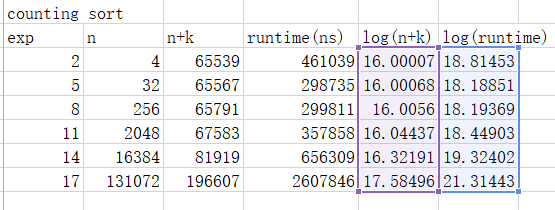 counting sort
exp n n+k runtime(ns) log(n+k) log(runtime)
2 4 65539 461039 16.00007 18.81453
5 32 65567 298735 16.00068 18.18851
8 256 65791 299811 16.0056 18.19369
11 2048 67583 357858 16.04437 18.44903
14 16384 81919 656309 16.32191 19.32402
17 131072 196607 2607846 17.58496 21.31443